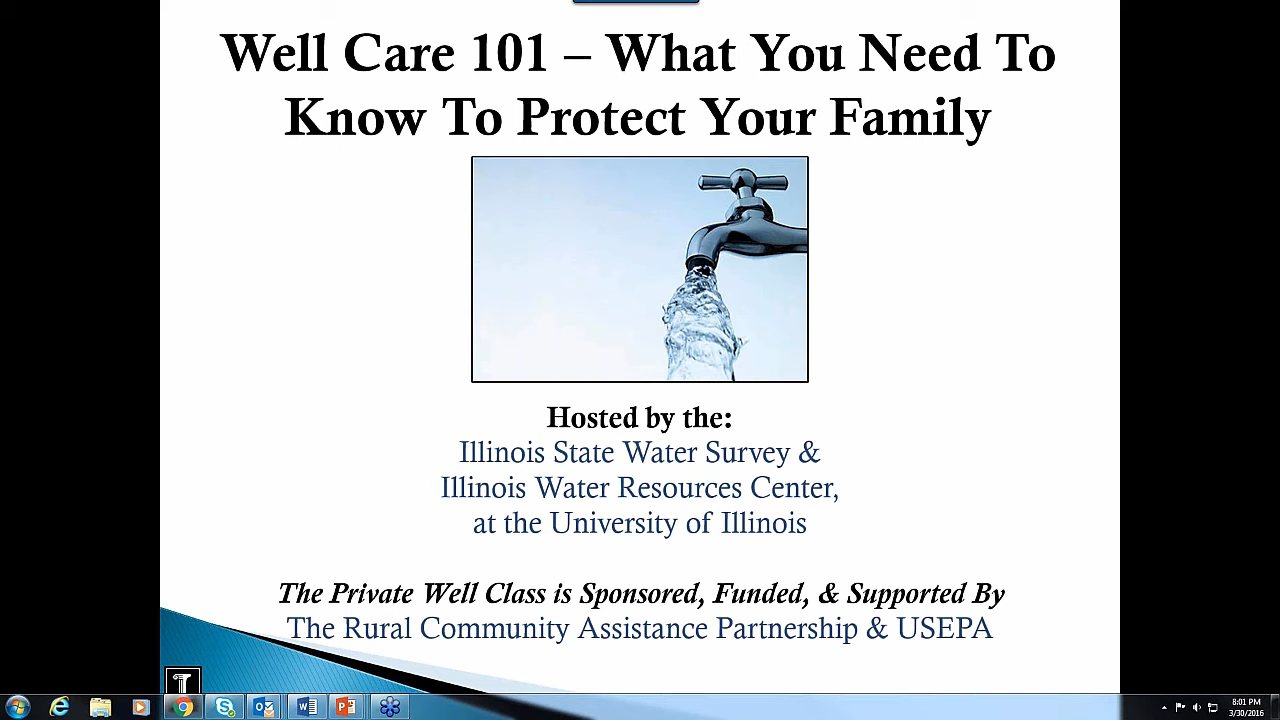 Well Care 101 – What You Need To
Know To Protect Your Family
Hosted by the:
Illinois State Water Survey &
Illinois Water Resources Center,
at the University of Illinois
The Private Well Class is Sponsored, Funded, & Supported By
The Rural Community Assistance Partnership & USEPA
8:01 PM
3/30/2016